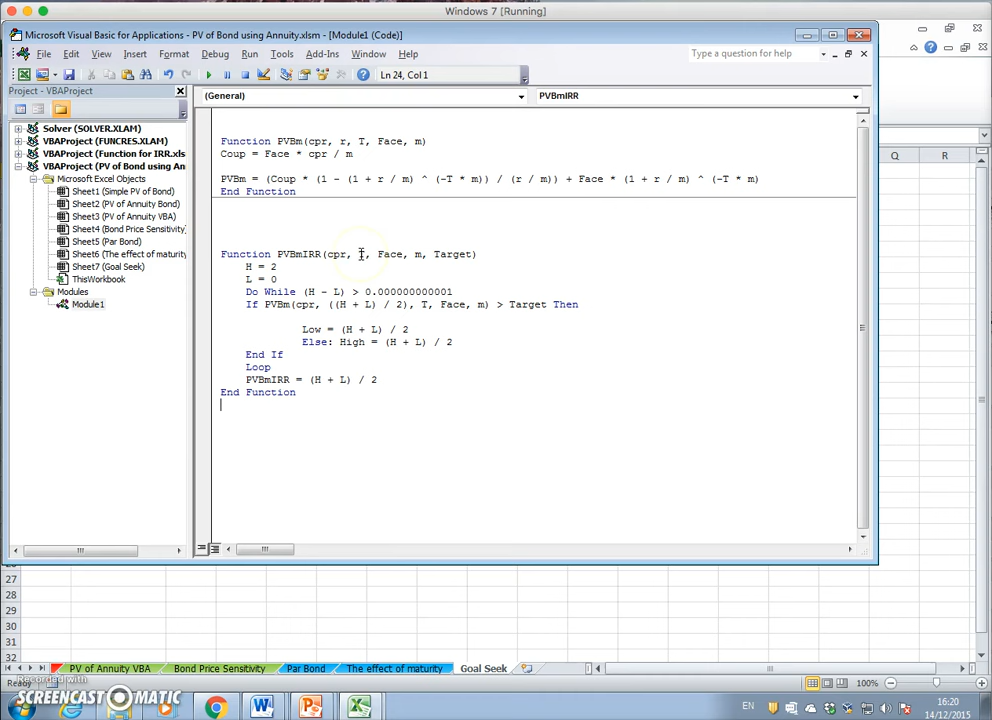 Windows 7 [Running]
Microsoft Visual Basic for Applications - PV of Bond using Annuity.xlsm - [Module1 (Code)]
File Edit View Insert Format Debug Run Tools Add-Ins Window Help
Type a question for help
Ln 24, Col 1
Project - VBAProject
(General)
PVBmIRR
Solver (SOLVER.XLAM)
VBAProject (FUNCRES.XLAM)
VBAProject (Function for IRR.xls
VBAProject (PV of Bond using An
Microsoft Excel Objects
Sheet1 (Simple PV of Bond)
Sheet2 (PV of Annuity Bond)
Sheet3 (PV of Annuity VBA)
Sheet4 (Bond Price Sensitivity)
Sheet5 (Par Bond)
Sheet6 (The effect of maturity
Sheet7 (Goal Seek)
ThisWorkbook
Modules
Module1
Function PVBm(cpr, r, T, Face, m)
Coup = Face * cpr / m
PVBm = (Coup * (1 - (1 + r / m) ^ (-T * m)) / (r / m)) + Face * (1 + r / m) ^ (-T * m)
End Function
Function PVBmIRR(cpr, T, Face, m, Target)
H = 2
L = 0
Do While (H - L) > 0.000000000001
If PVBm(cpr, ((H + L) / 2), T, Face, m) > Target Then
Low = (H + L) / 2
Else: High = (H + L) / 2
End If
Loop
PVBmIRR = (H + L) / 2
End Function
Q R
26
27
28
29
30
31
32
PV of Annuity VBA Bond Price Sensitivity Par Bond The effect of maturity Goal Seek
100%
Recorded with
SCREENCAST-O-MATIC
EN
16:20
14/12/2015